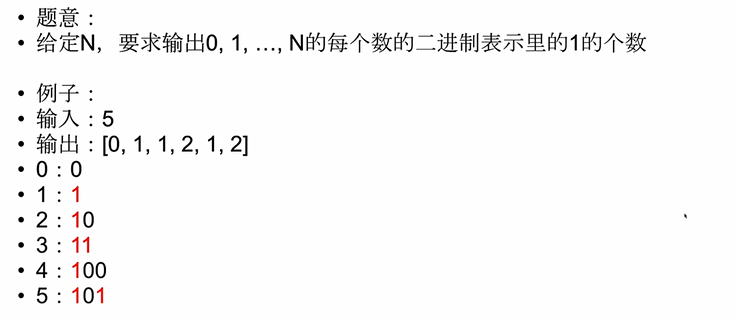 • 题意：
• 给定N，要求输出0, 1, …, N的每个数的二进制表示里的1的个数
• 例子：
• 输入：5
• 输出：[0, 1, 1, 2, 1, 2]
• 0：0
• 1：1
• 2：10
• 3：11
• 4：100
• 5：101